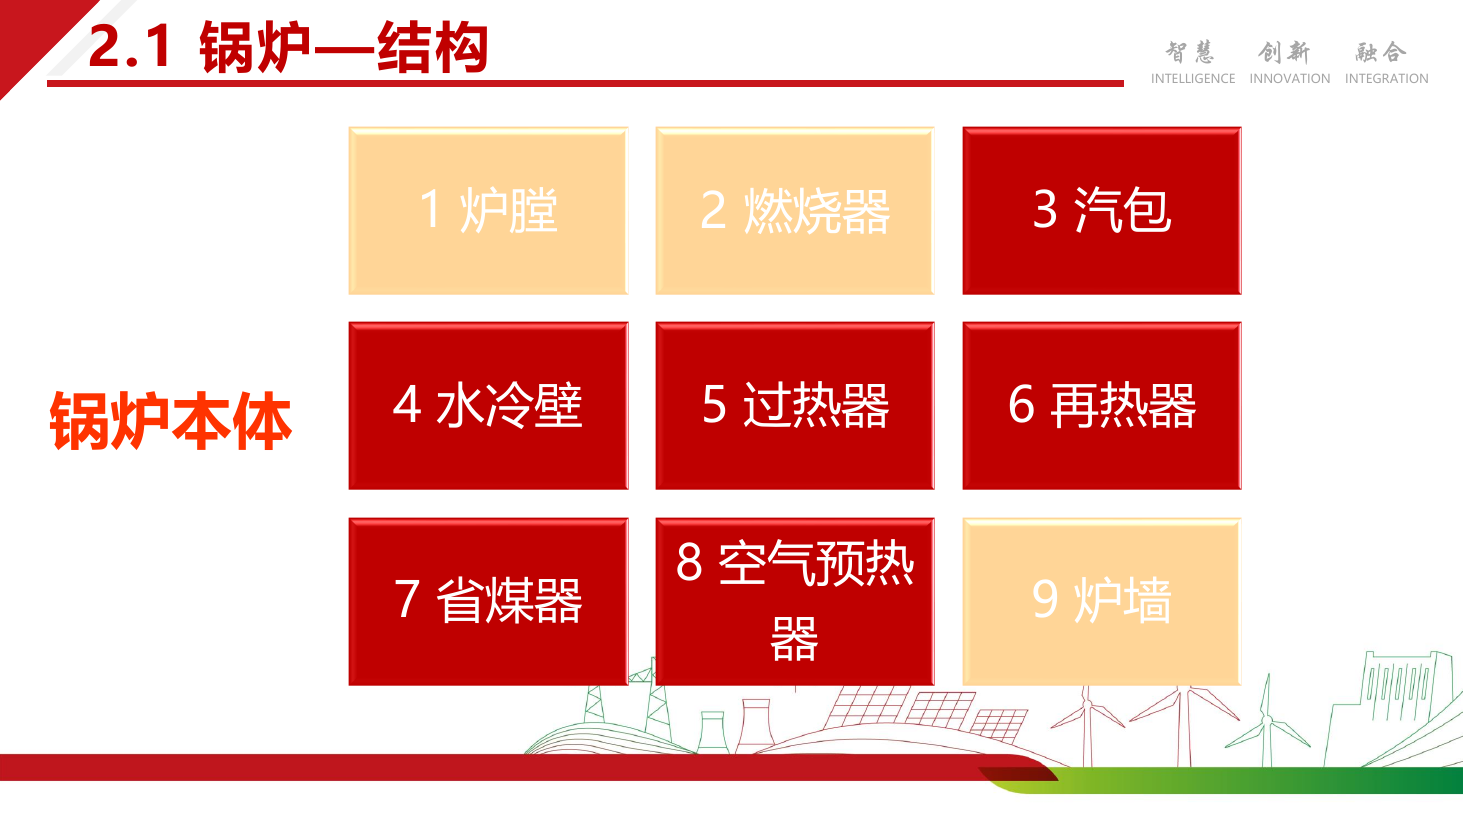 2.1 锅炉—结构
智慧 创新 融合
INTELLIGENCE INNOVATION INTEGRATION
1 炉膛
2 燃烧器
3 汽包
锅炉本体
4 水冷壁
5 过热器
6 再热器
7 省煤器
8 空气预热
器
9 炉墙